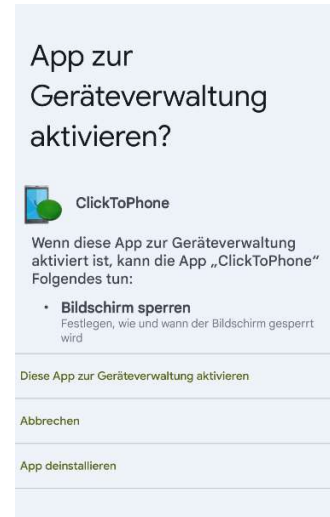 App zur
Geräteverwaltung
aktivieren?
ClickToPhone
Wenn diese App zur Geräteverwaltung
aktiviert ist, kann die App „ClickToPhone“
Folgendes tun:
• Bildschirm sperren
Festlegen, wie und wann der Bildschirm gesperrt
wird
Diese App zur Geräteverwaltung aktivieren
Abbrechen
App deinstallieren